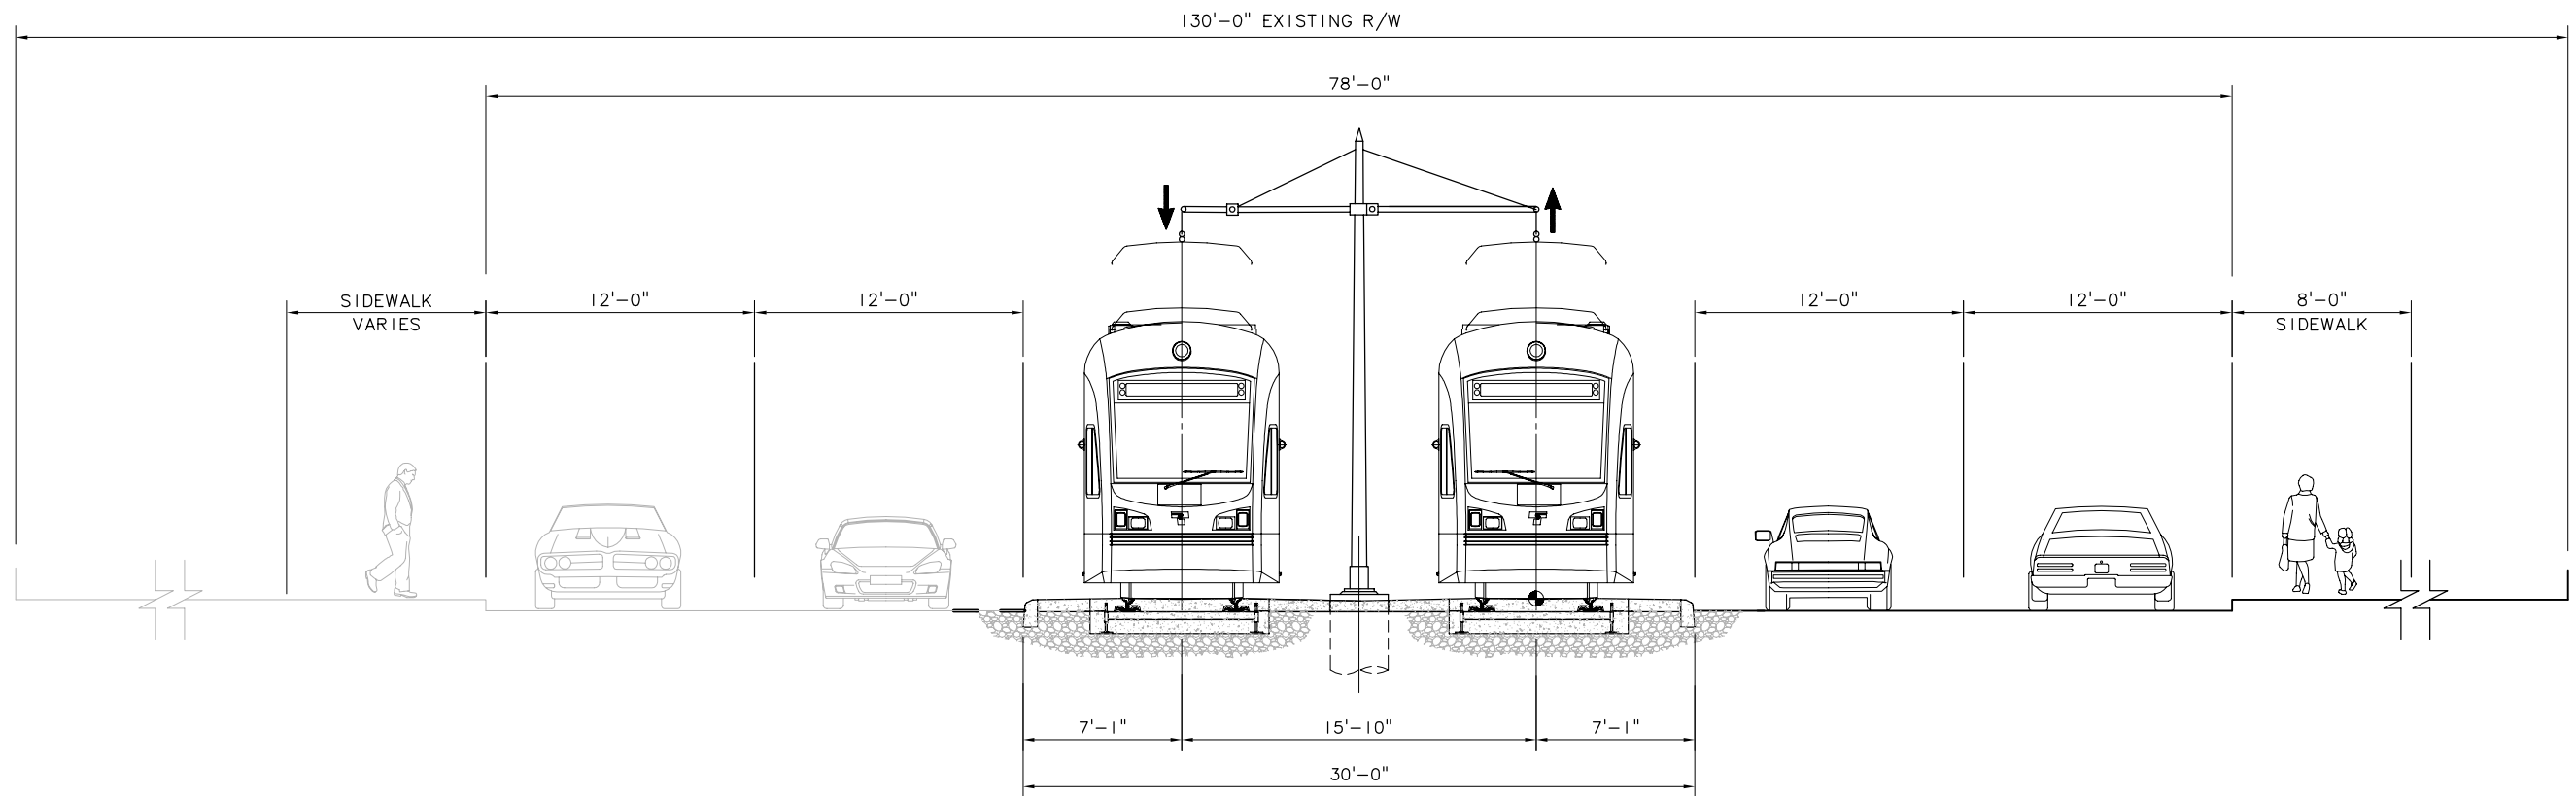 130'-0" EXISTING R/W
78'-0"
SIDEWALK
VARIES
12'-0"
12'-0"
12'-0"
12'-0"
8'-0"
SIDEWALK
7'-1"
15'-10"
7'-1"
30'-0"